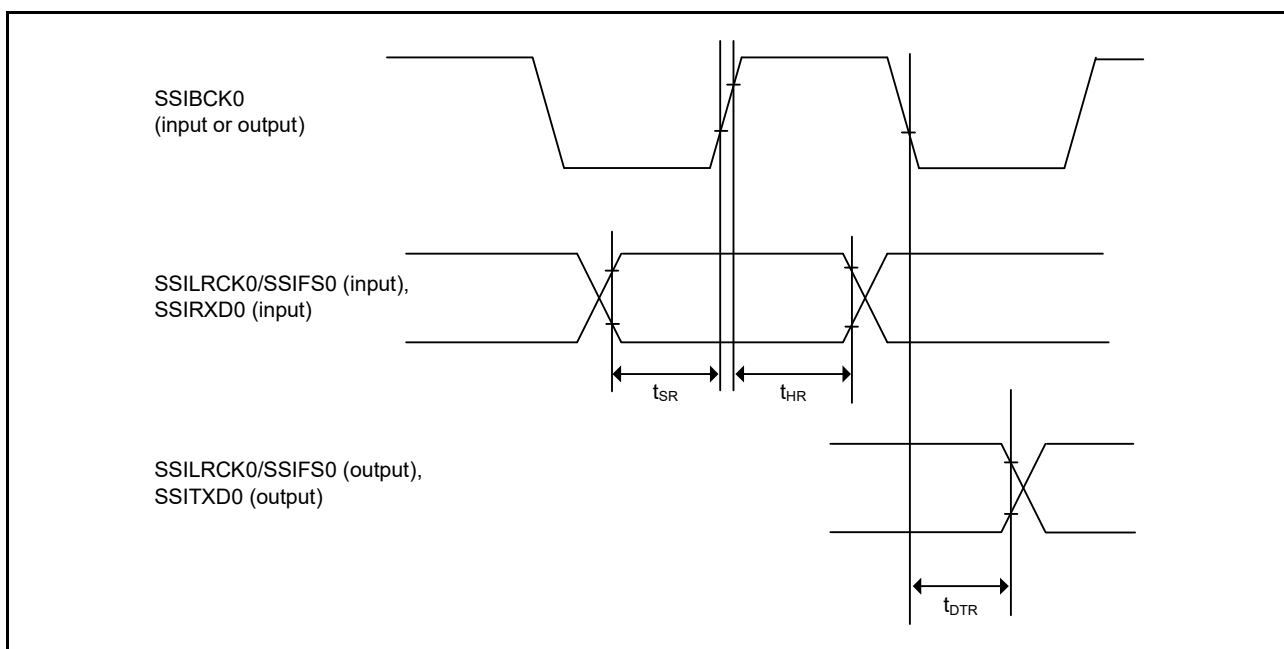 SSIBCK0
(input or output)
SSILRCK0/SSIFS0 (input),
SSIRXD0 (input)
tSR
tHR
SSILRCK0/SSIFS0 (output),
SSITXD0 (output)
tDTR